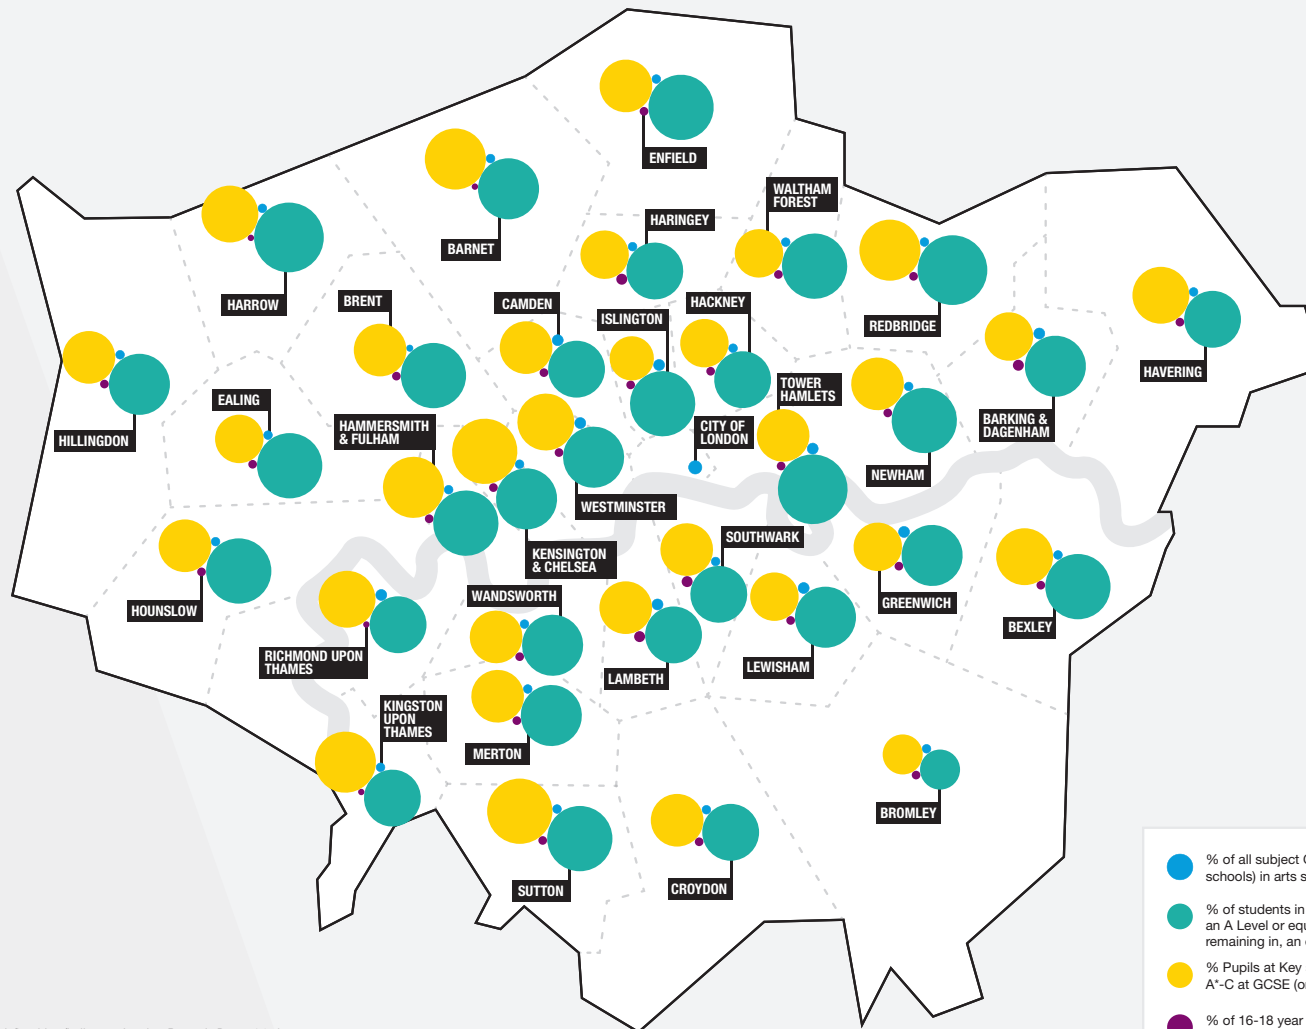 ENFIELD
WALTHAM
FOREST
HARINGEY
BARNET
HARROW
BRENT
CAMDEN
ISLINGTON
HACKNEY
REDBRIDGE
HAVERING
EALING
HAMMERSMITH
& FULHAM
TOWER
HAMLETS
CITY OF
LONDON
BARKING &
DAGENHAM
HILLINGDON
NEWHAM
WESTMINSTER
SOUTHWARK
KENSINGTON
& CHELSEA
WANDSWORTH
GREENWICH
HOUNSLOW
BEXLEY
RICHMOND UPON
THAMES
LAMBETH
LEWISHAM
KINGSTON
UPON
THAMES
MERTON
BROMLEY
SUTTON
CROYDON
% of all subject
schools) in arts
% of students in
an A Level or
remaining in, an
% Pupils at Key
A*-C at GCSE
% of 16-18 year